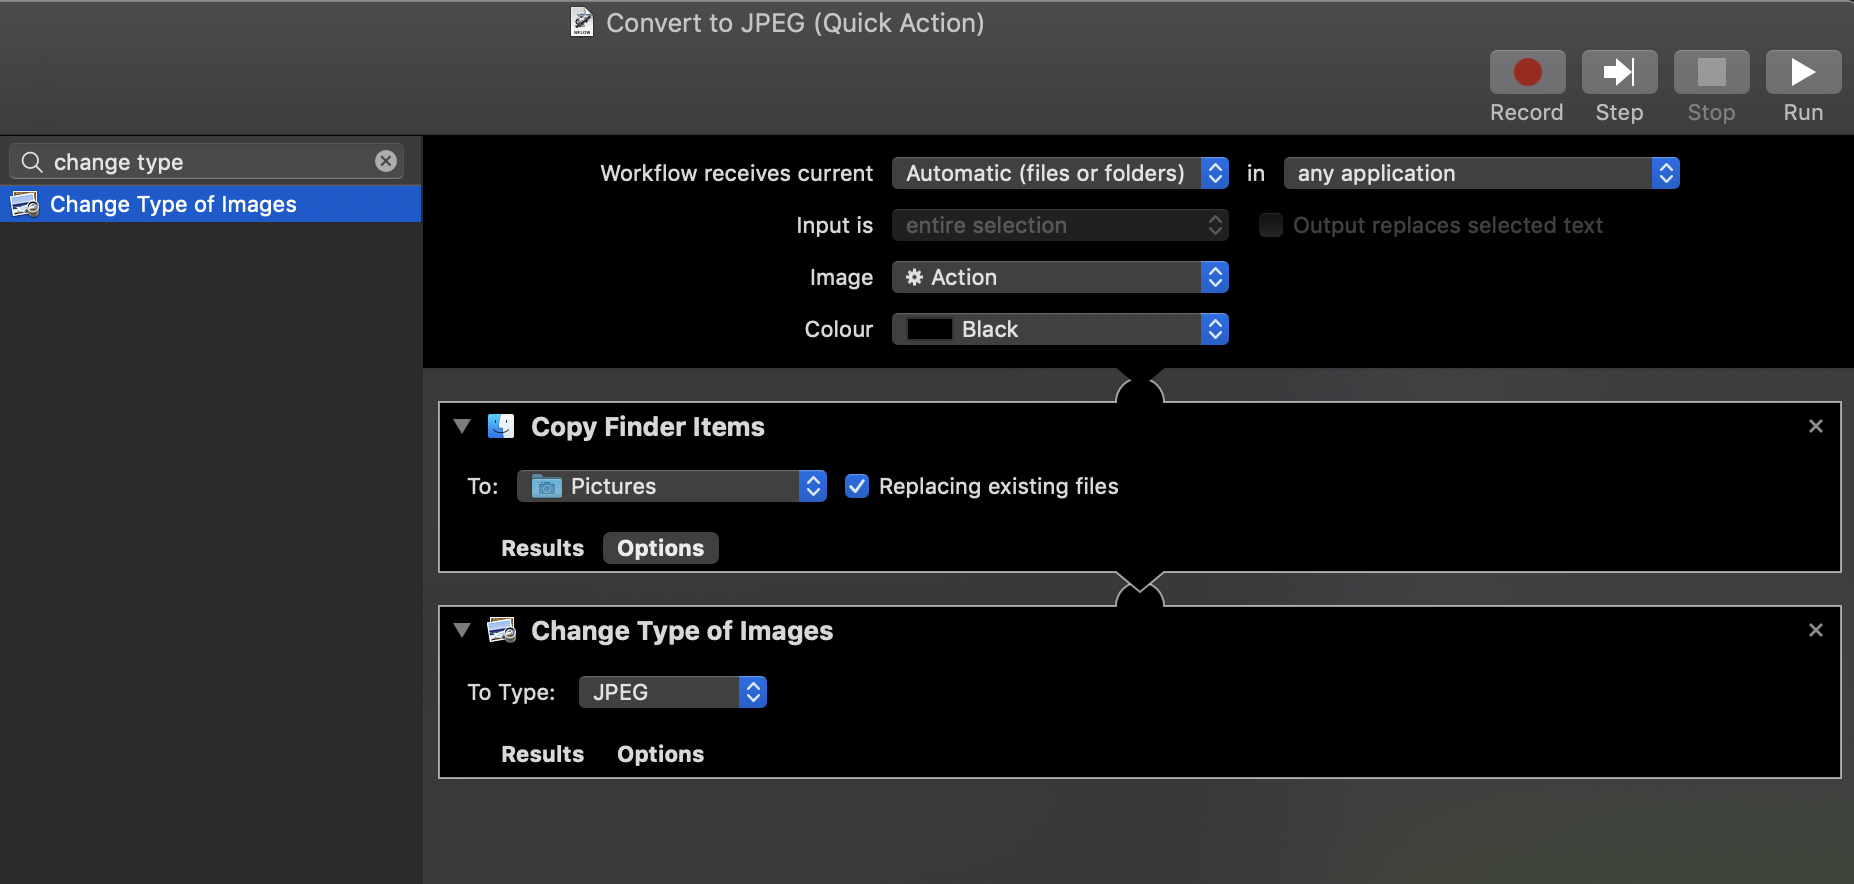 Convert to JPEG (Quick Action)
Record Step Stop Run
change type
Change Type of Images
Workflow receives current Automatic (files or folders) in any application
Input is entire selection Output replaces selected text
Image Action
Colour Black
Copy Finder Items
To: Pictures Replacing existing files
Results Options
Change Type of Images
To Type: JPEG
Results Options